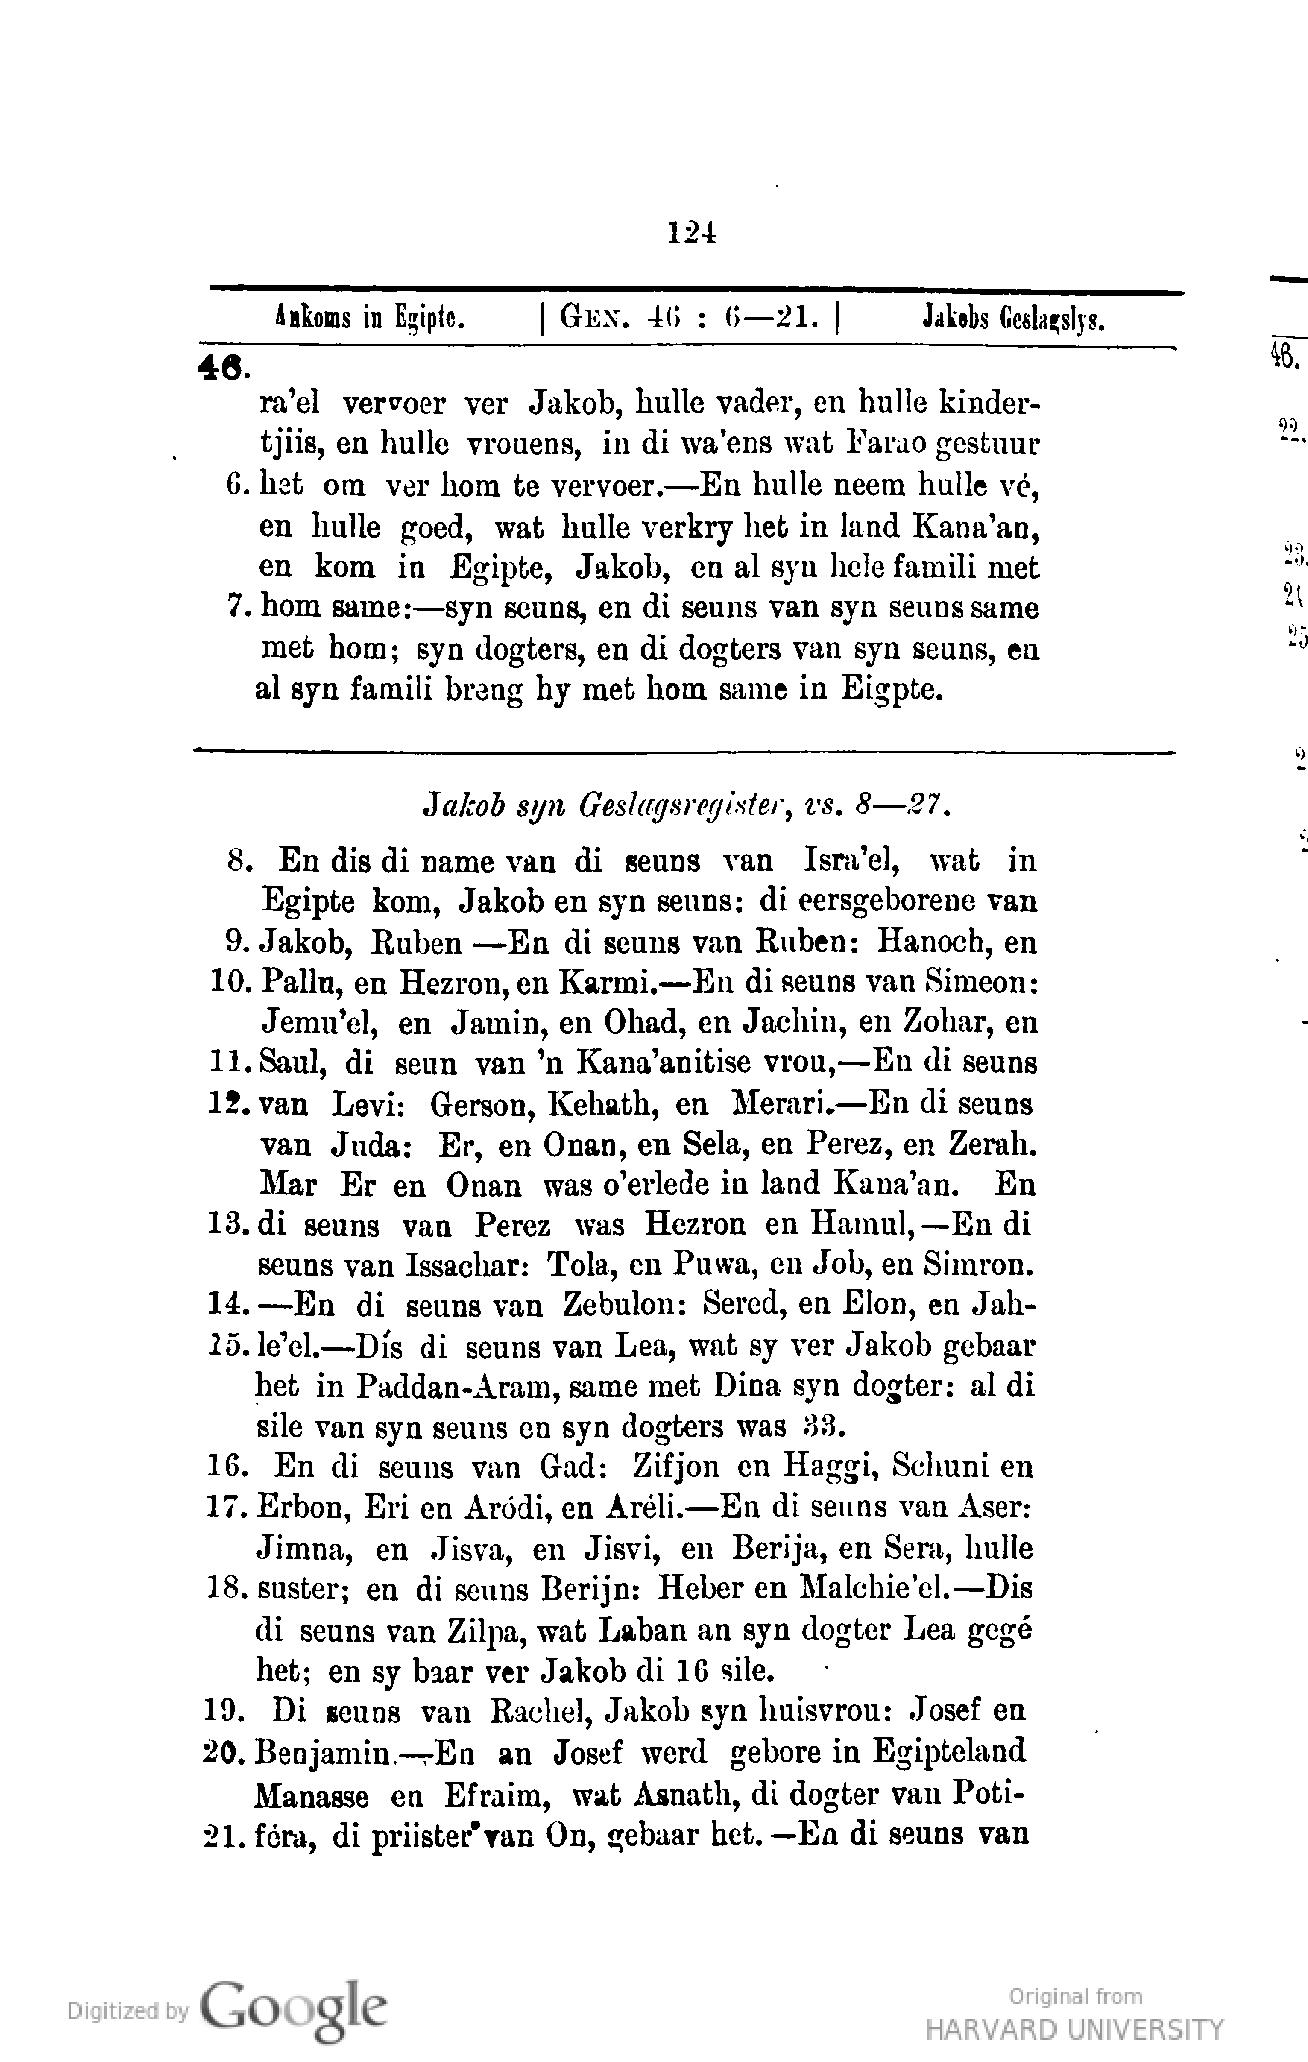 124
Ankoms in Egipte. | GEN. 46 : 6—21. | Jakobs Geslagslys.
46.
ra'el vervoer ver Jakob, hulle vader, en hulle kinder-
tjiis, en hulle vrouens, in di wa'ens wat Farao gestuur
6. het om ver hom te vervoer.—En hulle neem hulle vé,
en hulle goed, wat hulle verkry het in land Kana'an,
en kom in Egipte, Jakob, en al syn hele famili met
7. hom same:—syn seuns, en di seuns van syn seuns same
met hom; syn dogters, en di dogters van syn seuns, en
al syn famili breng hy met hom same in Eigpte.
Jakob syn Geslagsregister, vs. 8—27.
8. En dis di name van di seuns van Isra'el, wat in
Egipte kom, Jakob en syn seuns: di eersgeborene van
9. Jakob, Ruben —En di seuns van Ruben: Hanoch, en
10. Pallu, en Hezron, en Karmi.—En di seuns van Simeon:
Jemu'el, en Jamin, en Ohad, en Jachin, en Zohar, en
11. Saul, di seun van 'n Kana'anitise vrou,—En di seuns
12. van Levi: Gerson, Kehath, en Merari.—En di seuns
van Juda: Er, en Onan, en Sela, en Perez, en Zerah.
Mar Er en Onan was o'erlede in land Kana'an. En
13. di seuns van Perez was Hezron en Hamul,—En di
seuns van Issachar: Tola, en Puwa, en Job, en Simron.
14. —En di seuns van Zebulon: Sered, en Elon, en Jah-
15. le'el.—Dís di seuns van Lea, wat sy ver Jakob gebaar
het in Paddan-Aram, same met Dina syn dogter: al di
sile van syn seuns en syn dogters was 33.
16. En di seuns van Gad: Zifjon en Haggi, Schuni en
17. Erbon, Eri en Aródi, en Aréli.—En di seuns van Aser:
Jimna, en Jisva, en Jisvi, en Berija, en Sera, hulle
18. suster; en di seuns Berijn: Heber en Malchie'el.—Dis
di seuns van Zilpa, wat Laban an syn dogter Lea gegé
het; en sy baar ver Jakob di 16 sile.
19. Di seuns van Rachel, Jakob syn huisvrou: Josef en
20. Benjamin.—En an Josef werd gebore in Egipteland
Manasse en Efraim, wat Asnath, di dogter van Poti-
21. féra, di priister van On, gebaar het.—En di seuns van
46.
22.
23.
25
Digitized by Google
Original from
HARVARD UNIVERSITY